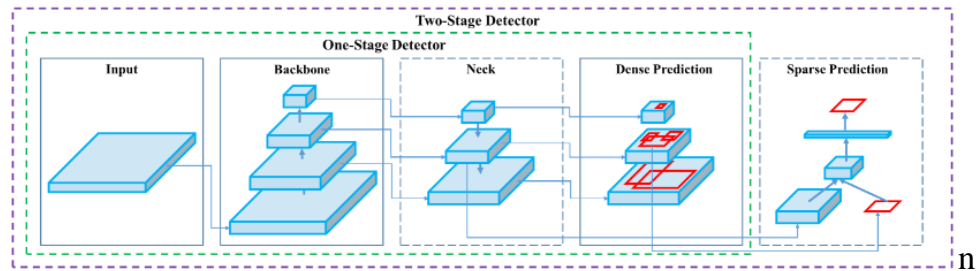 Two-Stage Detector
One-Stage Detector
Input
Backbone
Neck
Dense Prediction
Sparse Prediction
n